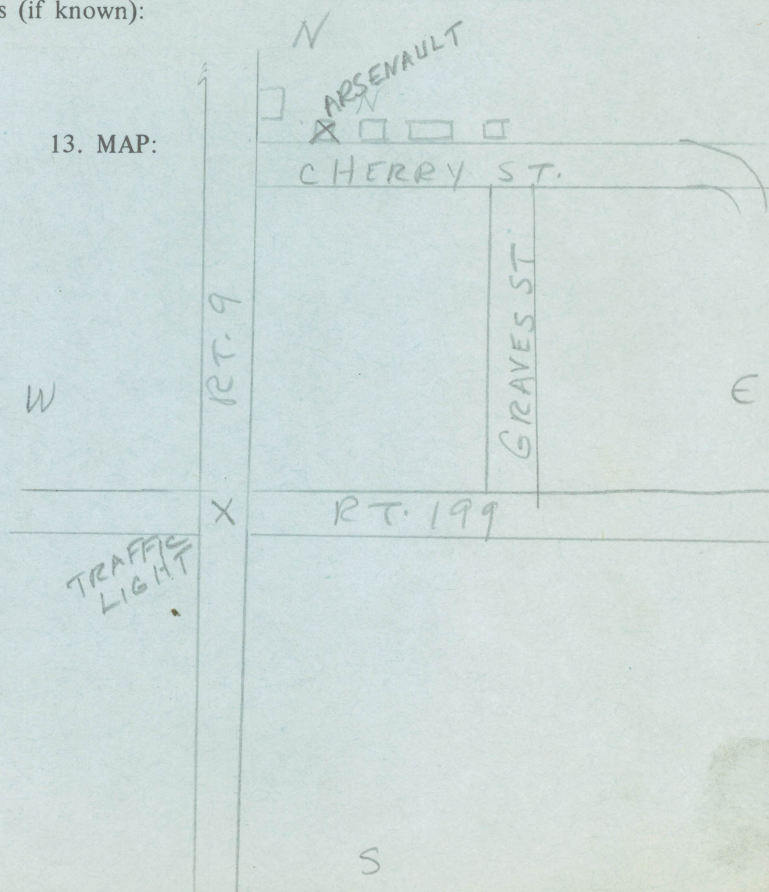 s (if known):
N
ARSENAULT
N
13. MAP:
CHERRY ST.
RT. 9
GRAVES ST.
W
E
X
RT. 199
TRAFFIC
LIGHT
S